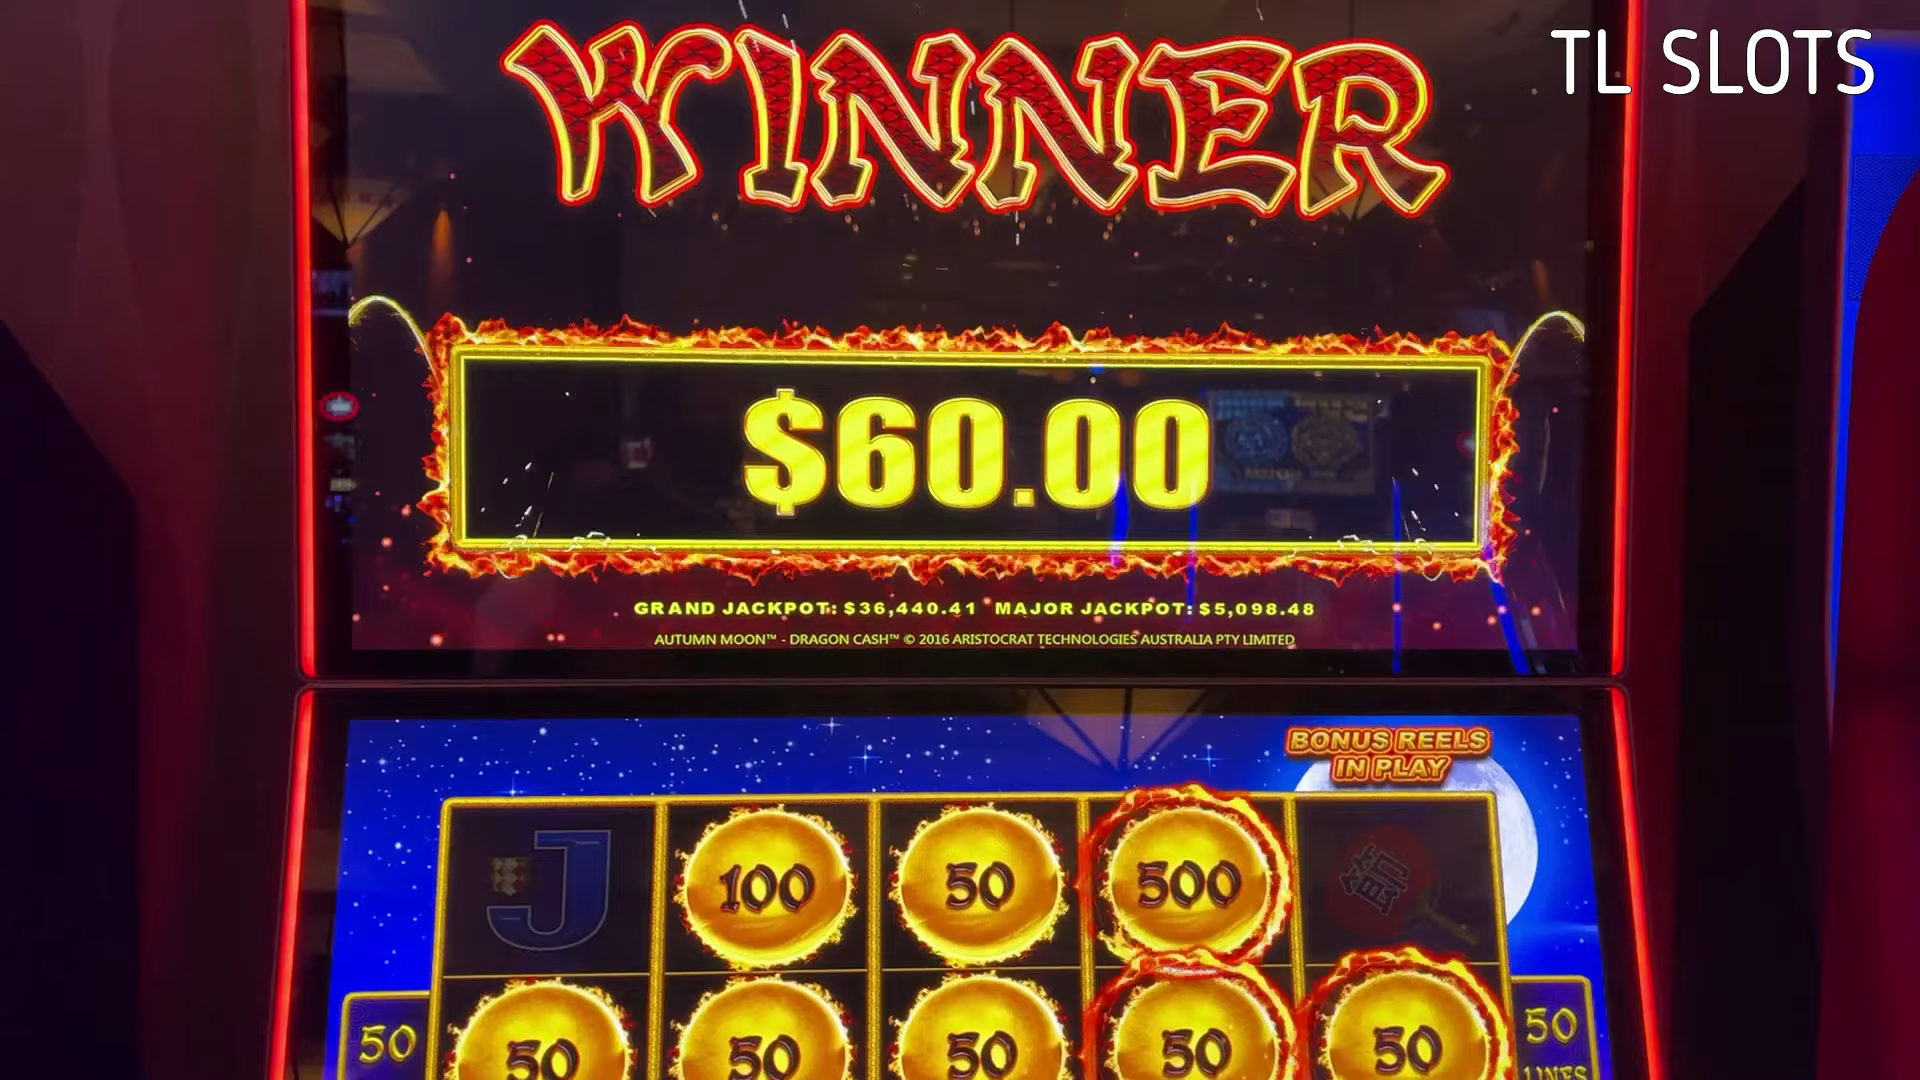 TL SLOTS
WINNER
$60.00
GRAND JACKPOT: $36,440.41 MAJOR JACKPOT: $5,098.48
AUTUMN MOON™ - DRAGON CASH™ © 2016 ARISTOCRAT TECHNOLOGIES AUSTRALIA PTY LIMITED
BONUS REELS
IN PLAY
J 100 50 500
50 50 50 50 50 50 50
LINES